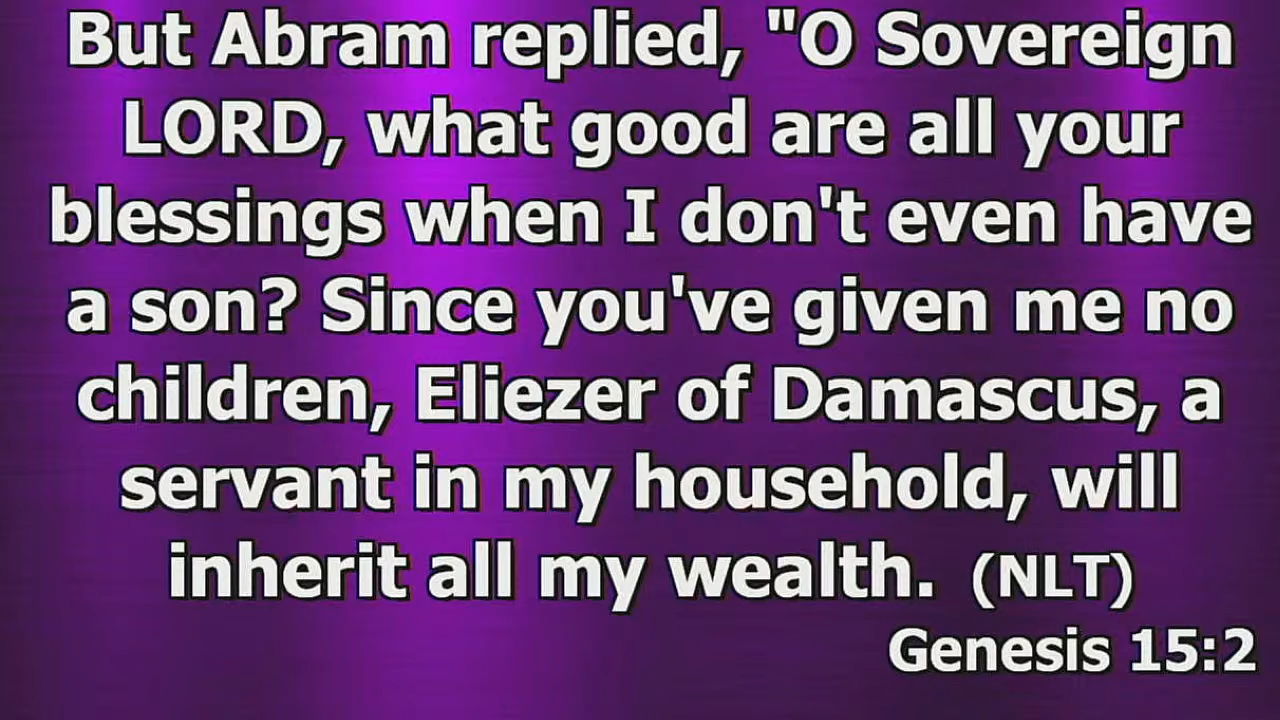 But Abram replied, "O Sovereign
LORD, what good are all your
blessings when I don't even have
a son? Since you've given me no
children, Eliezer of Damascus, a
servant in my household, will
inherit all my wealth. (NLT)
Genesis 15:2